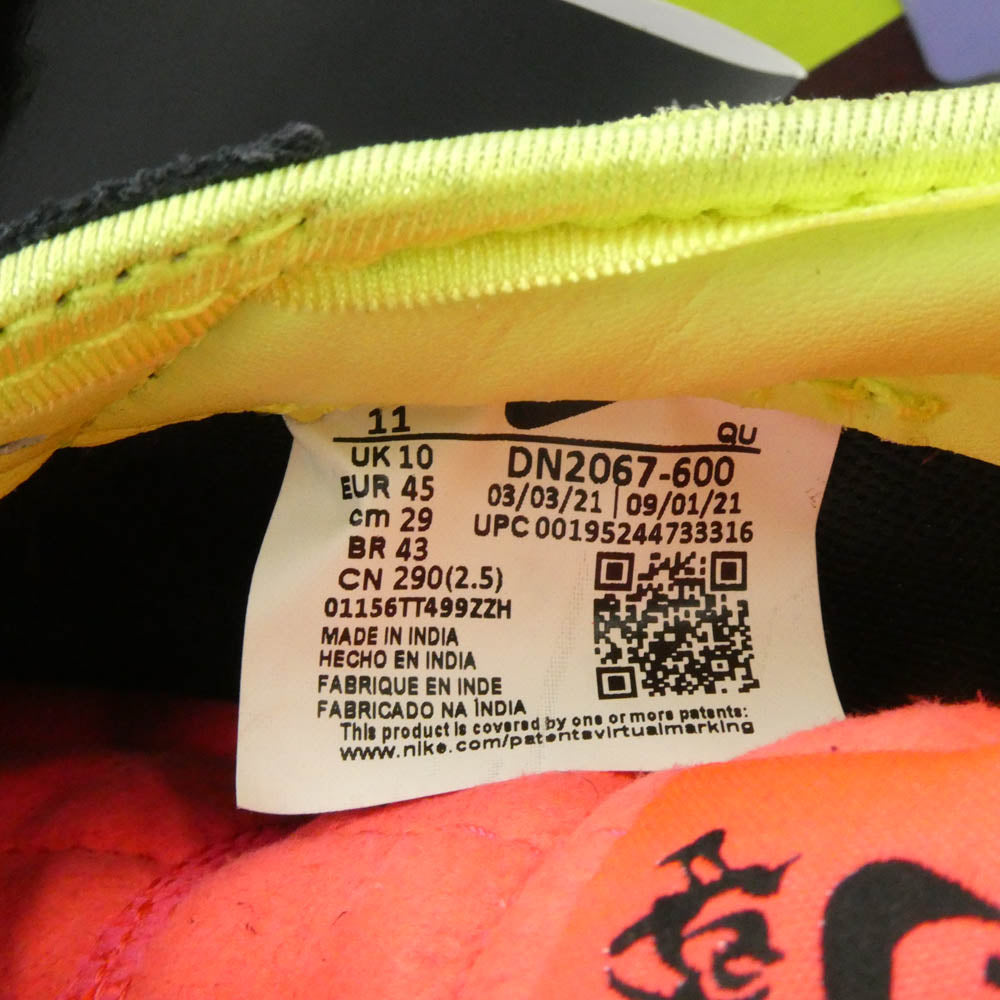 11
QU
UK 10
EUR 45
cm 29
BR 43
CN 290(2.5)
01156TT499ZZH
DN2067-600
03/03/21 | 09/01/21
UPC 00195244733316
MADE IN INDIA
HECHO EN INDIA
FABRIQUE EN INDE
FABRICADO NA ÍNDIA
This product is covered by one or more patents:
www.nike.com/patentsvirtualmarking